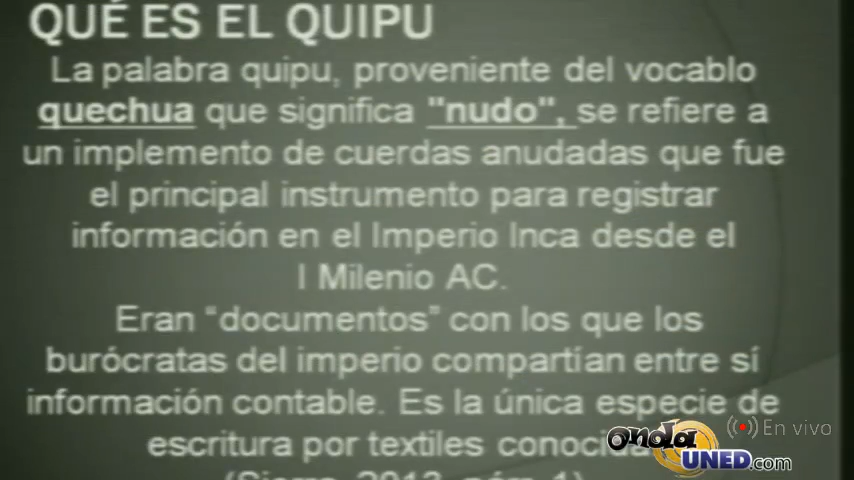 QUÉ ES EL QUIPU
La palabra quipu, proveniente del vocablo
quechua que significa "nudo", se refiere a
un implemento de cuerdas anudadas que fue
el principal instrumento para registrar
información en el Imperio Inca desde el
I Milenio AC.
Eran “documentos” con los que los
burócratas del imperio compartían entre sí
información contable. Es la única especie de
escritura por textiles
onda UNED.com
En vivo